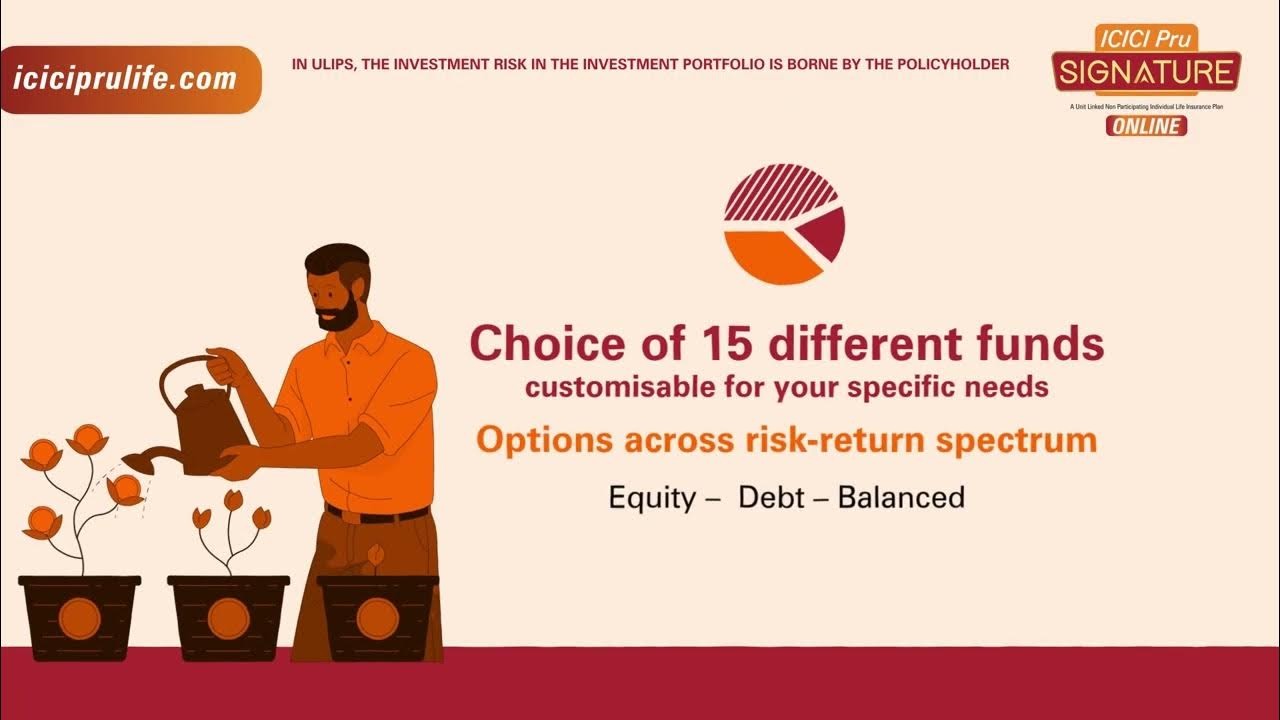 iciciprulife.com
IN ULIPS, THE INVESTMENT RISK IN THE INVESTMENT PORTFOLIO IS BORNE BY THE POLICYHOLDER
ICICI Pru
SIGNATURE
A Unit Linked Non Participating Individual Life Insurance Plan
ONLINE
Choice of 15 different funds
customisable for your specific needs
Options across risk-return spectrum
Equity – Debt – Balanced